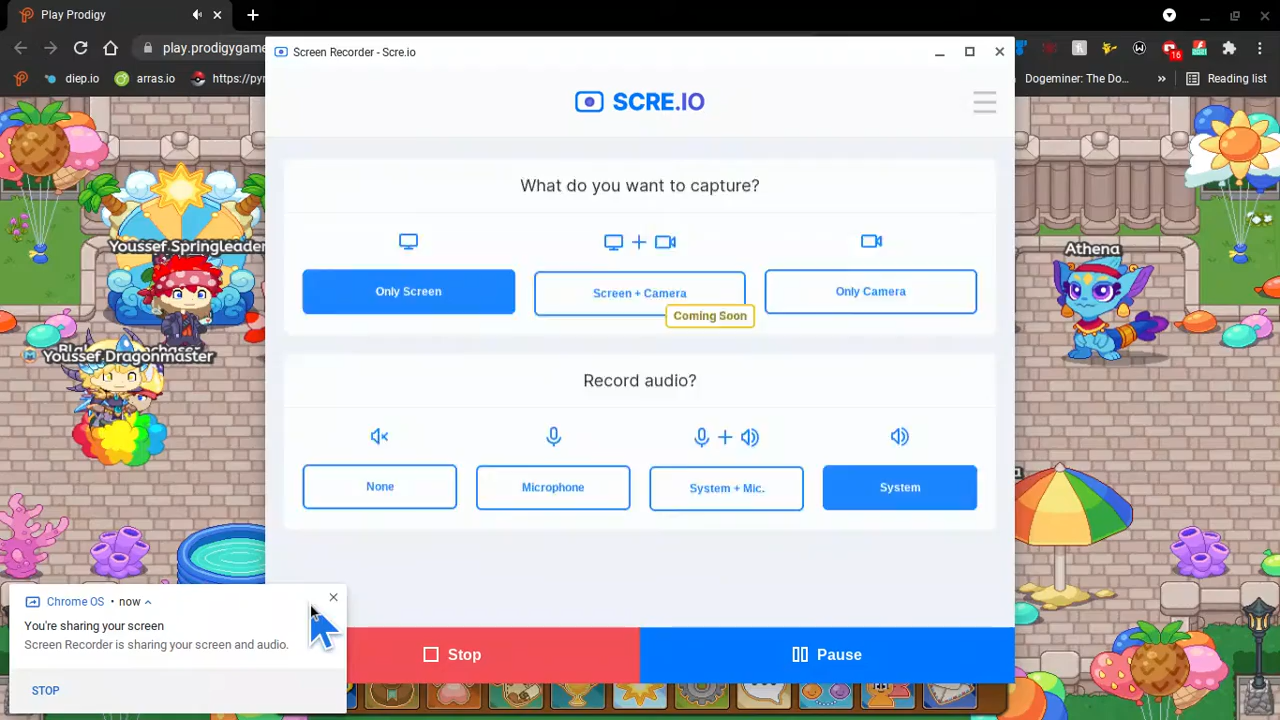 Play Prodigy
play.prodigygame
16
2021
diep.io
arras.io
https://pyr
Dogeminer: The Do...
Reading list
Screen Recorder - Scre.io
SCRE.IO
What do you want to capture?
Only Screen
Screen + Camera
Only Camera
Coming Soon
Record audio?
None
Microphone
System + Mic.
System
Stop
Pause
Youssef Springleader
Youssef Dragonmaster
Athena
Chrome OS • now
You're sharing your screen
Screen Recorder is sharing your screen and audio.
STOP